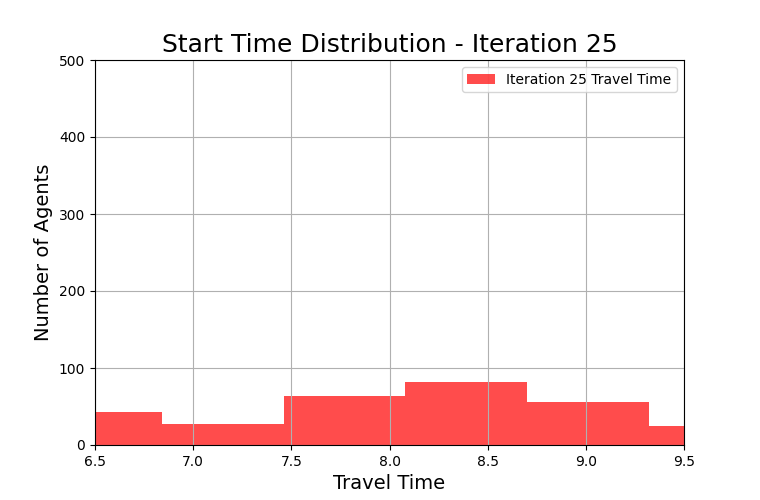 Start Time Distribution - Iteration 25
Iteration 25 Travel Time
500
400
300
200
100
0
Number of Agents
6.5 7.0 7.5 8.0 8.5 9.0 9.5
Travel Time